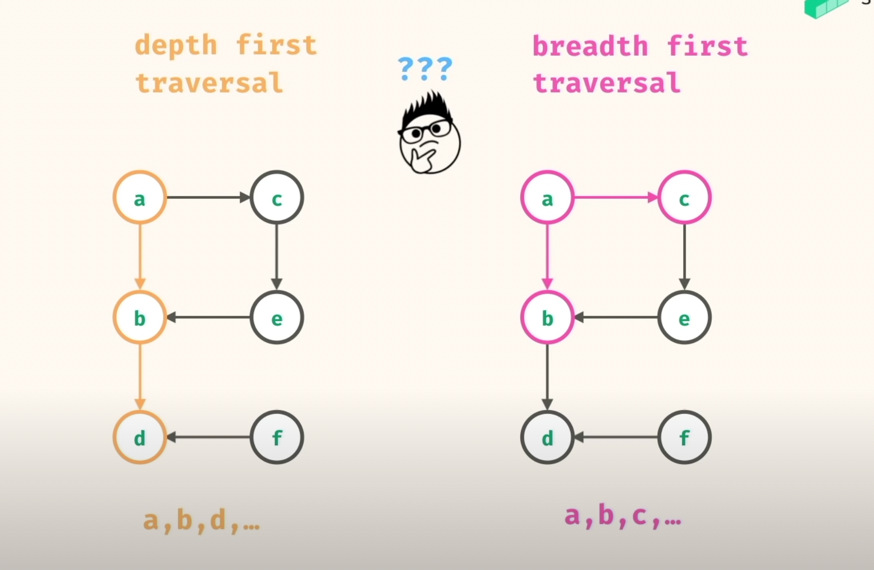 depth first
traversal
???
breadth first
traversal
a
c
b
e
d
f
a,b,d,…
a
c
b
e
d
f
a,b,c,…